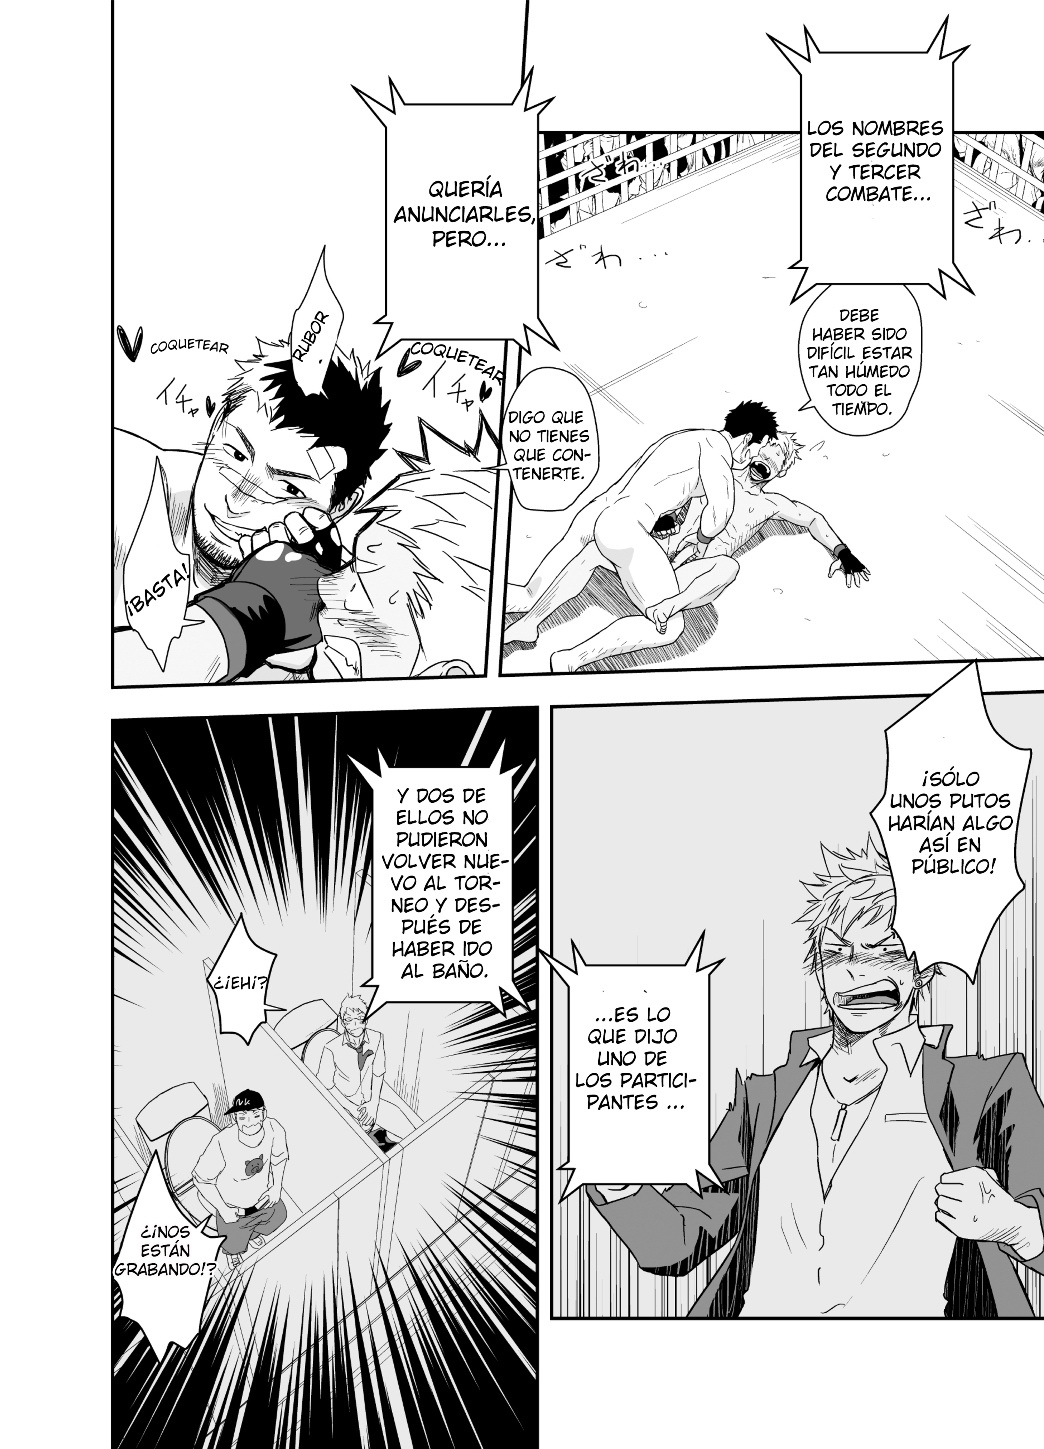 LOS NOMBRES
DEL SEGUNDO
Y TERCER
COMBATE...
ざわ...
ざわ...
ざわ...
DEBE
HABER SIDO
DIFÍCIL ESTAR
TAN HÚMEDO
TODO EL
TIEMPO.
DIGO QUE
NO TIENES
QUE CON-
TENERTE.
QUERÍA
ANUNCIARLES,
PERO...
RUBOR
COQUETEAR
イチャ
COQUETEAR
イチャ
¡BASTA!
¡SÓLO
UNOS PUTOS
HARÍAN ALGO
ASÍ EN
PÚBLICO!
...ES LO
QUE DIJO
UNO DE
LOS PARTICI-
PANTES ...
Y DOS DE
ELLOS NO
PUDIERON
VOLVER NUE-
VO AL TOR-
NEO Y DES-
PUÉS DE
HABER IDO
AL BAÑO.
¿¡EH¡?
¿¡NOS
ESTÁN
GRABANDO!?